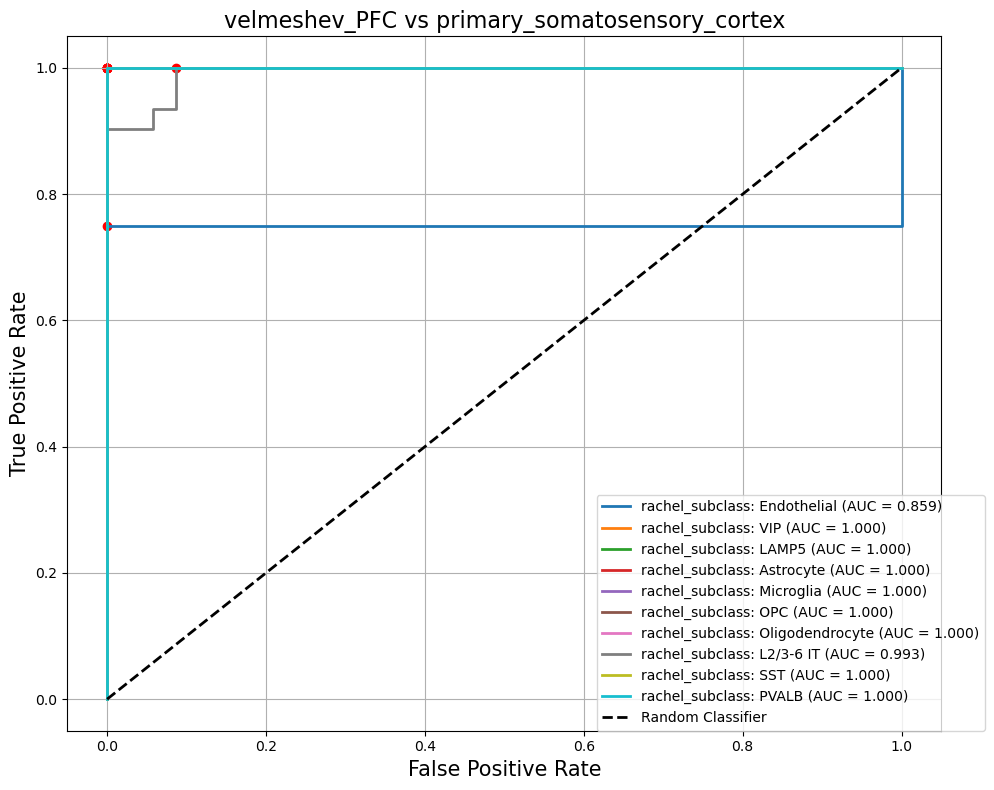 velmeshev_PFC vs primary_somatosensory_cortex
True Positive Rate
1.0
0.8
0.6
0.4
0.2
0.0
rachel_subclass: Endothelial (AUC = 0.859)
rachel_subclass: VIP (AUC = 1.000)
rachel_subclass: LAMP5 (AUC = 1.000)
rachel_subclass: Astrocyte (AUC = 1.000)
rachel_subclass: Microglia (AUC = 1.000)
rachel_subclass: OPC (AUC = 1.000)
rachel_subclass: Oligodendrocyte (AUC = 1.000)
rachel_subclass: L2/3-6 IT (AUC = 0.993)
rachel_subclass: SST (AUC = 1.000)
rachel_subclass: PVALB (AUC = 1.000)
Random Classifier
0.0 0.2 0.4 0.6 0.8 1.0
False Positive Rate